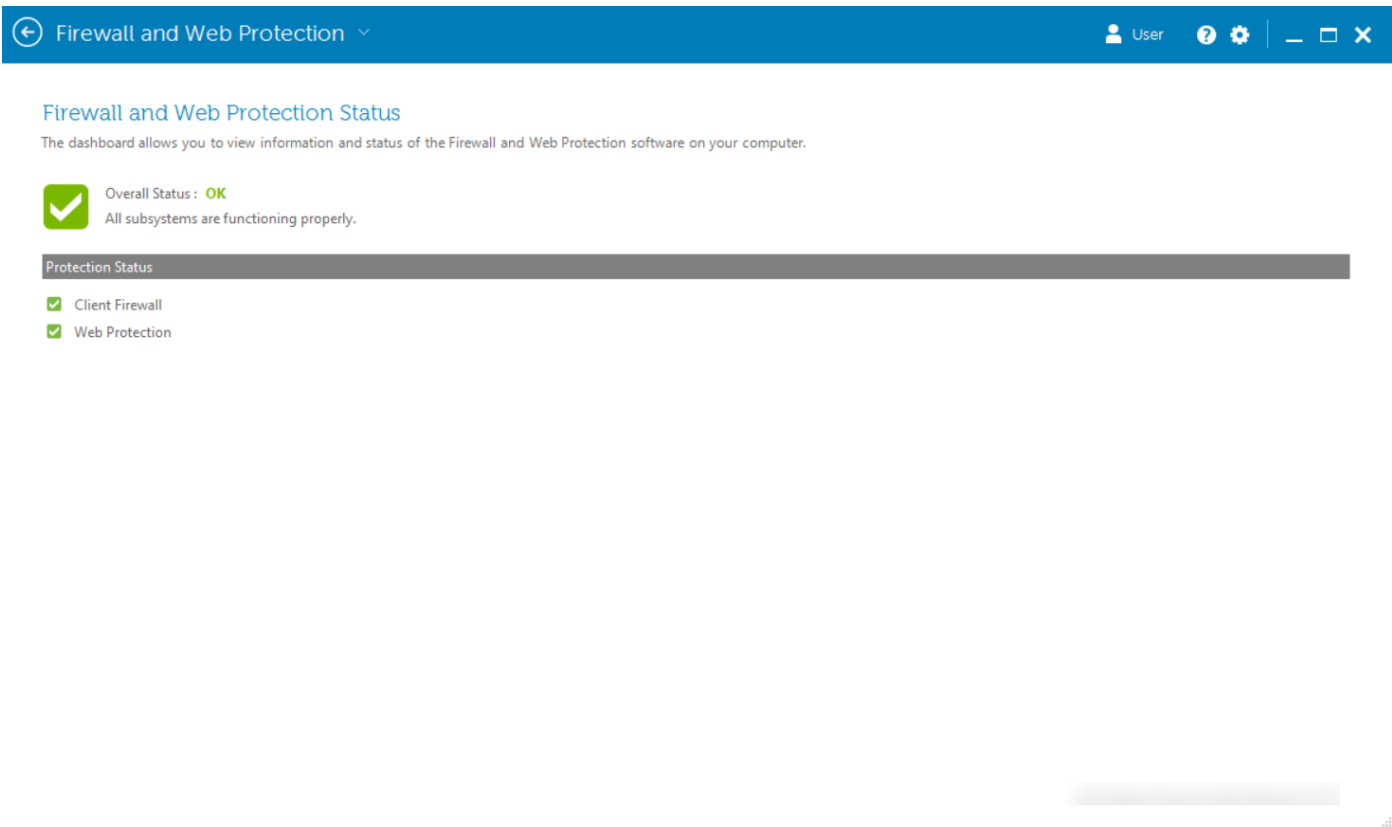 Firewall and Web Protection
User
Firewall and Web Protection Status
The dashboard allows you to view information and status of the Firewall and Web Protection software on your computer.
Overall Status : OK
All subsystems are functioning properly.
Protection Status
Client Firewall
Web Protection